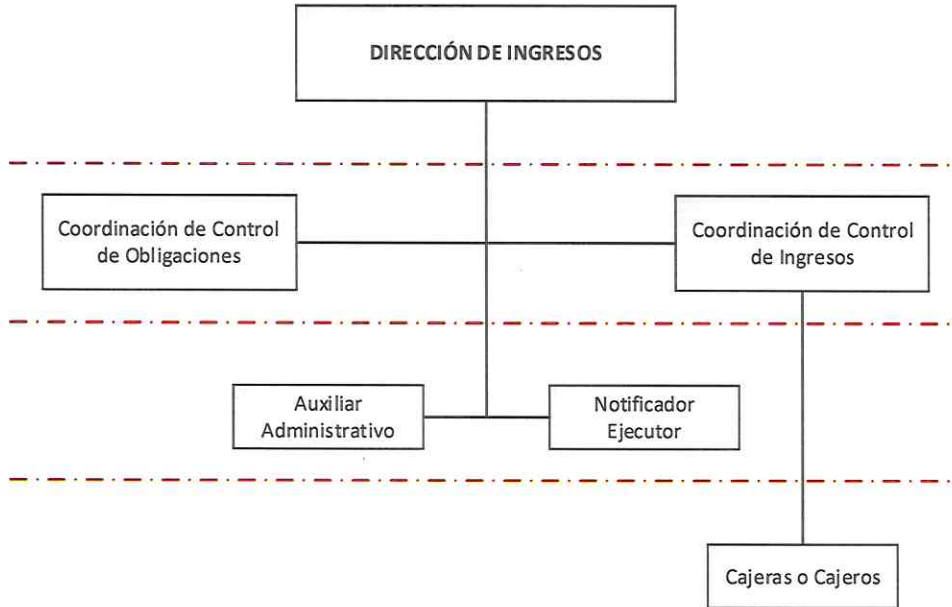 DIRECCIÓN DE INGRESOS
Coordinación de Control
de Obligaciones
Coordinación de Control
de Ingresos
Auxiliar
Administrativo
Notificador
Ejecutor
Cajeras o Cajeros